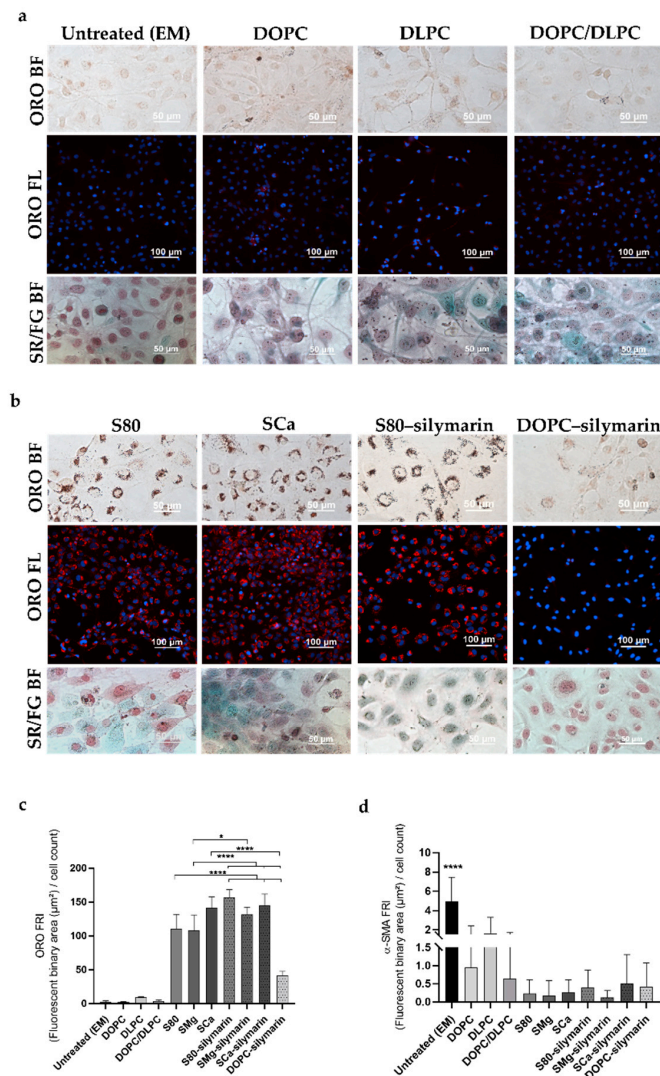 a
Untreated (EM) DOPC DLPC DOPC/DLPC
ORO BF
50 µm 50 µm 50 µm 50 µm
ORO FL
100 µm 100 µm 100 µm 100 µm
SR/FG BF
50 µm 50 µm 50 µm 50 µm
b
S80 SCa S80–silymarin DOPC–silymarin
ORO BF
50 µm 50 µm 50 µm 50 µm
ORO FL
100 µm 100 µm 100 µm 100 µm
SR/FG BF
50 µm 50 µm 50 µm 50 µm
c
ORO FRI
(Fluorescent binary area (µm²) / cell count)
200
150
100
50
0
*
****
****
****
Untreated (EM)
DOPC
DLPC
DOPC/DLPC
S80
SMg
SCa
S80-silymarin
SMg-silymarin
SCa-silymarin
DOPC-silymarin
d
α-SMA FRI
(Fluorescent binary area (µm²) / cell count)
10
8
6
4
2
1.5
1.0
0.5
0.0
****
Untreated (EM)
DOPC
DLPC
DOPC/DLPC
S80
SMg
SCa
S80-silymarin
SMg-silymarin
SCa-silymarin
DOPC-silymarin